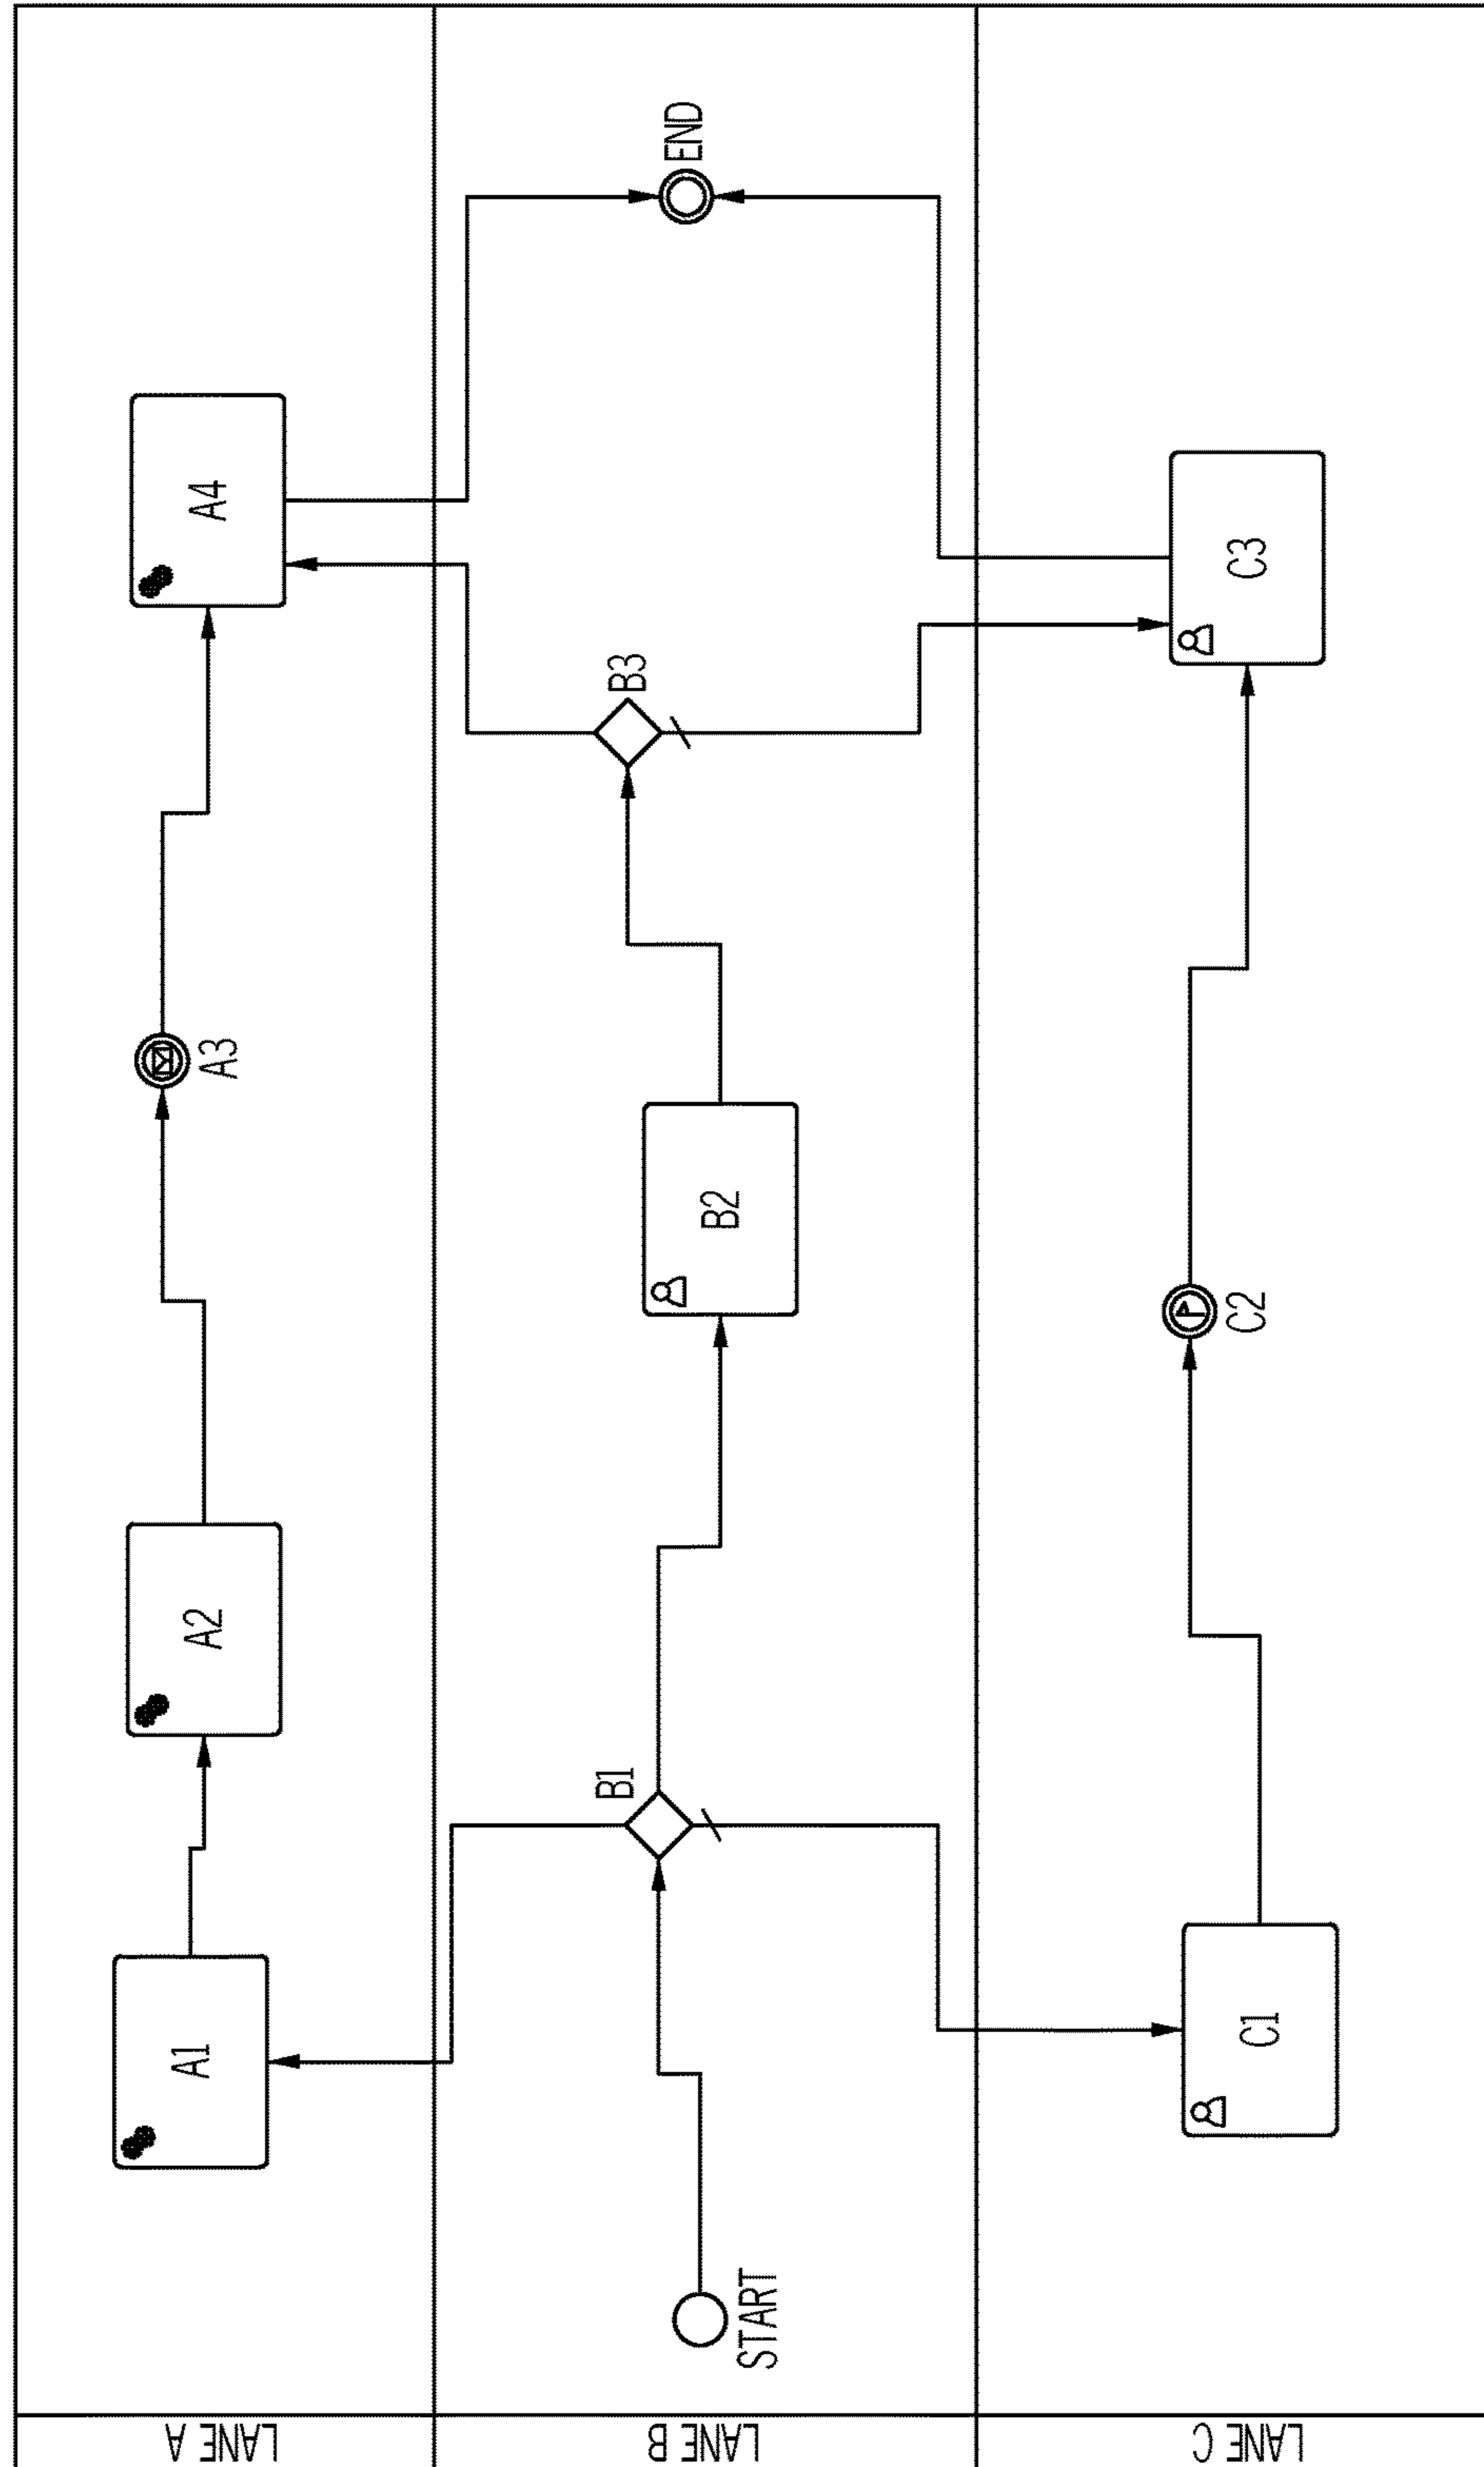 LANE A
A1
A2
A3
A4
LANE B
START
B1
B2
B3
END
LANE C
C1
C2
C3